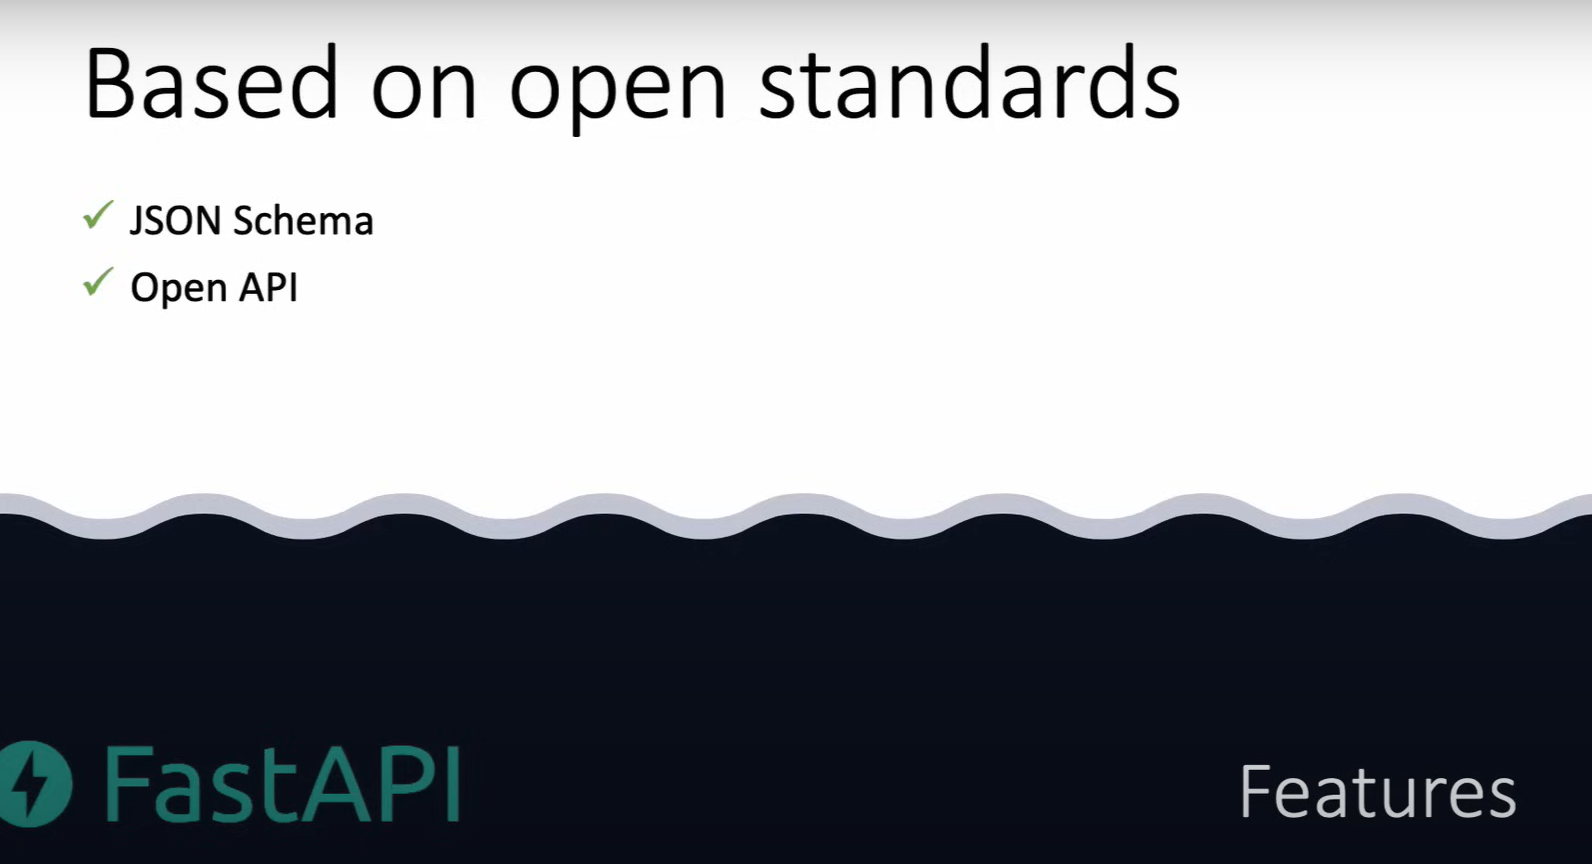 Based on open standards
✓ JSON Schema
✓ Open API
FastAPI
Features